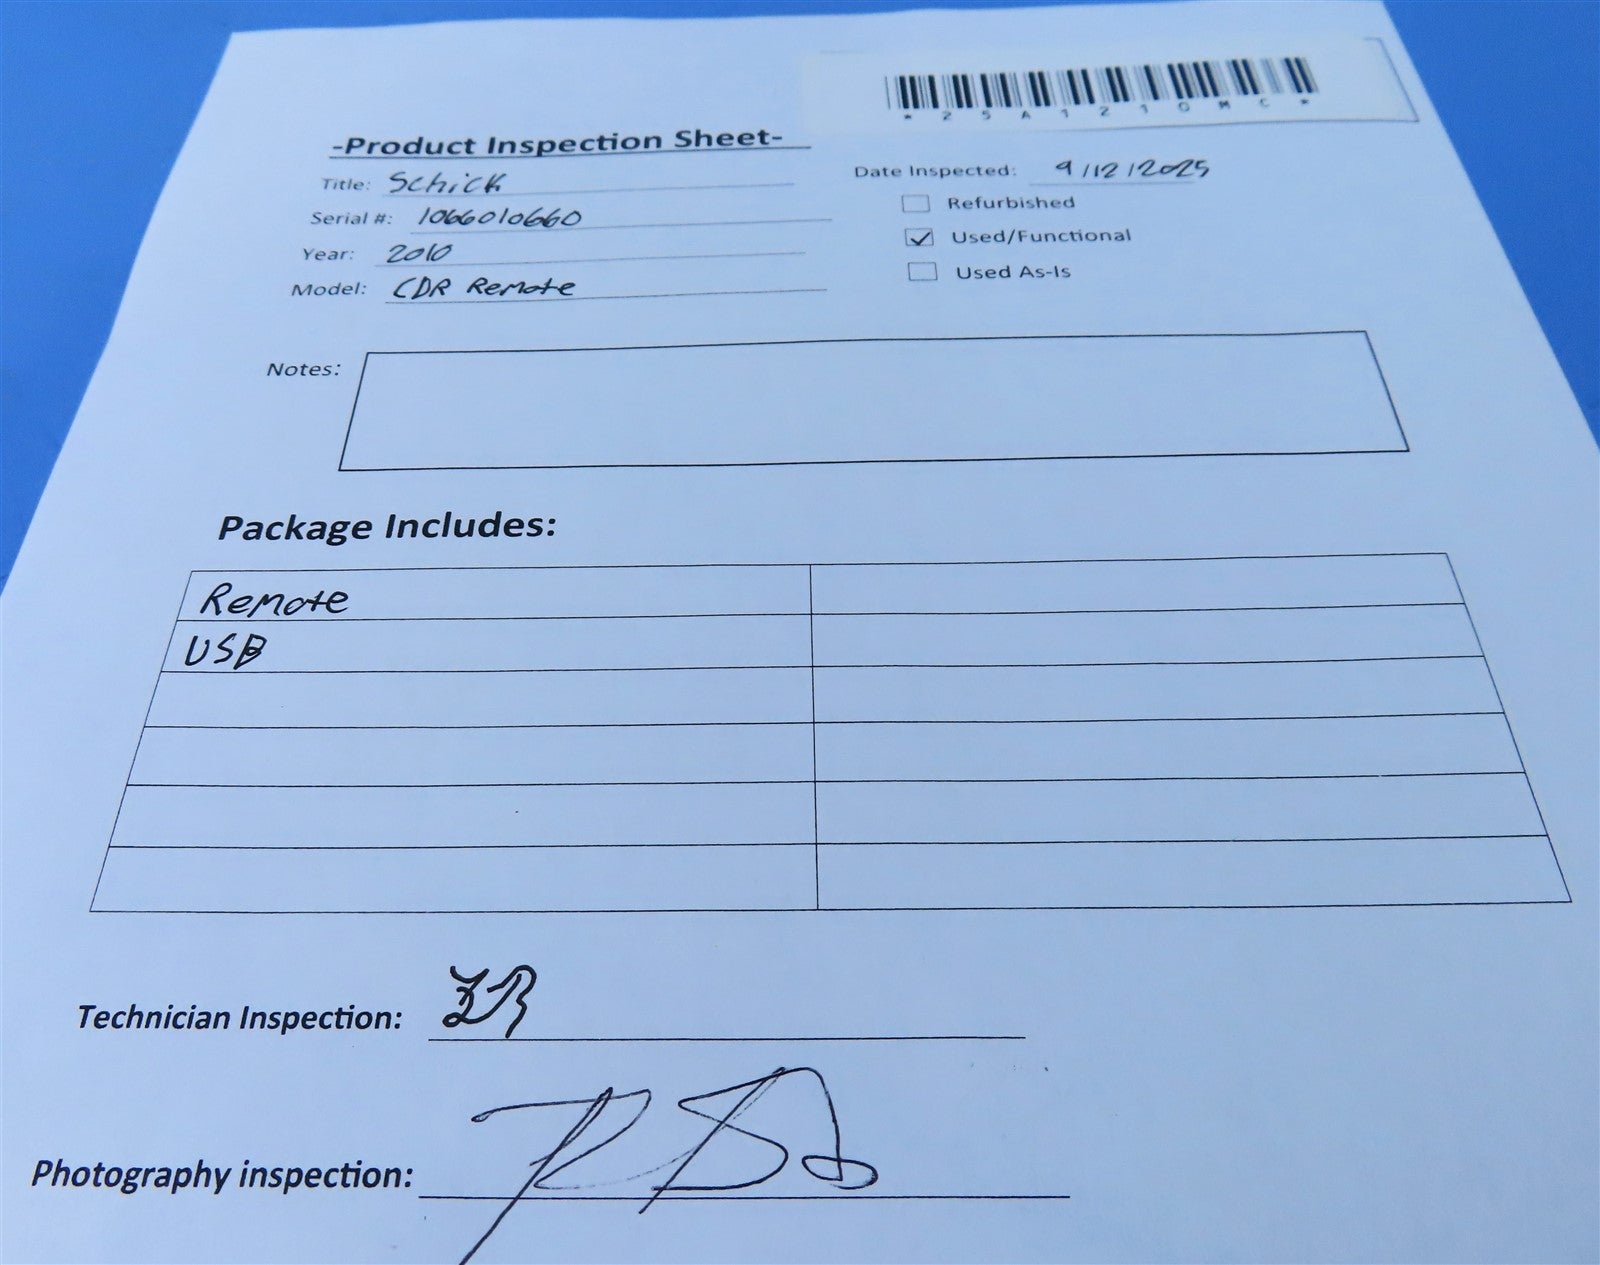 *25A1210MC*
-Product Inspection Sheet-
Title: Schick
Date Inspected: 9/12/2025
Serial #: 1066010660
Refurbished
Year: 2010
Used/Functional
Model: CDR Remote
Used As-Is
Notes:
Package Includes:
Remote
USB
Technician Inspection:
Photography inspection: